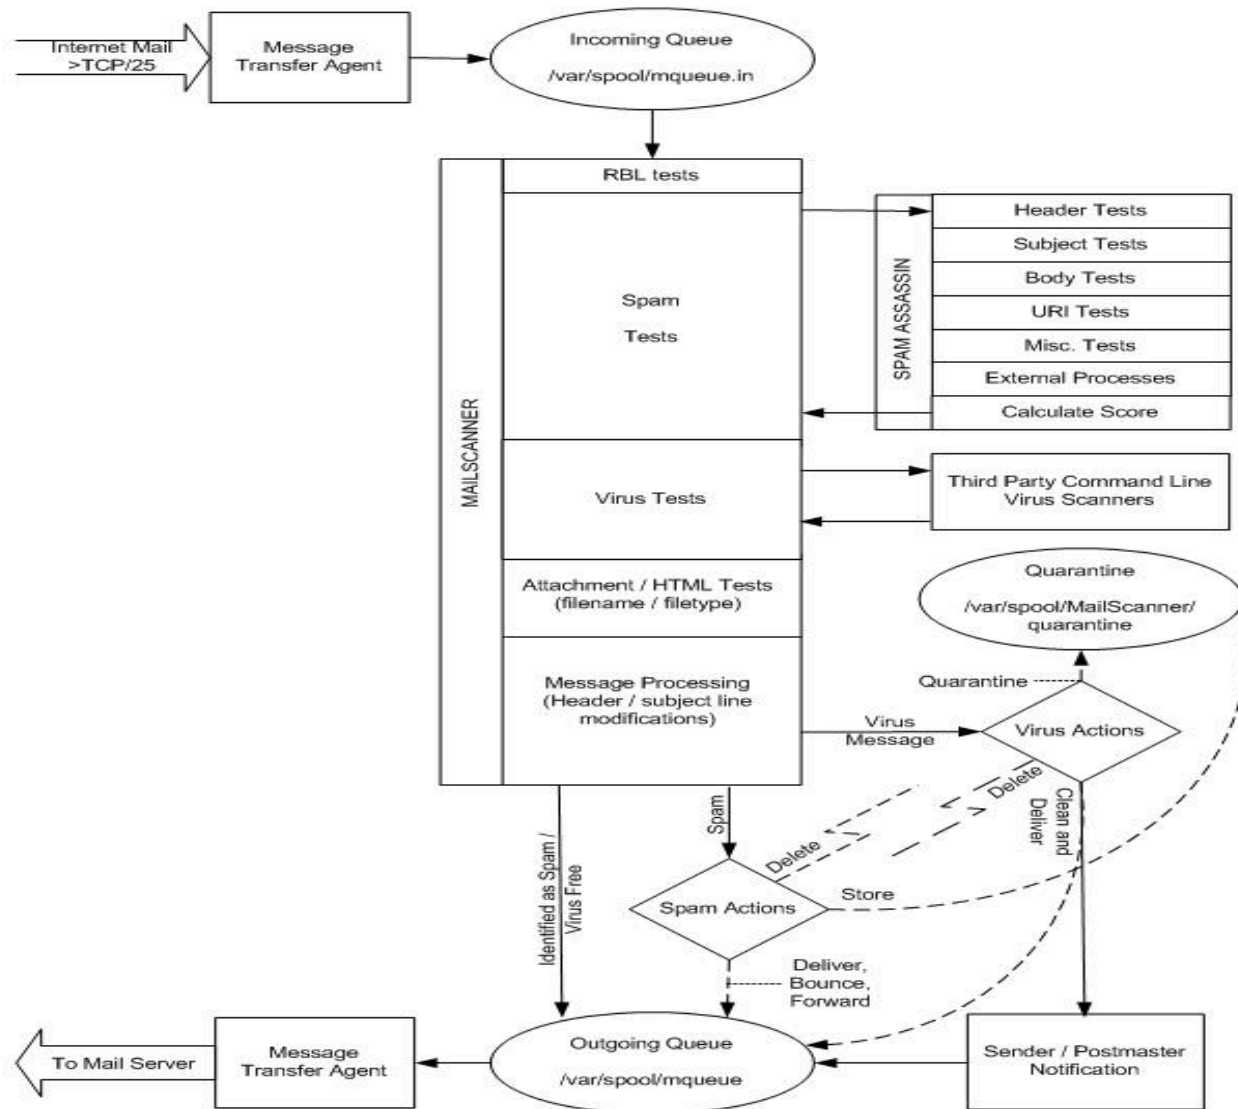 Internet Mail
>TCP/25
Message
Transfer Agent
Incoming Queue
/var/spool/mqueue.in
MAILSCANNER
RBL tests
Spam
Tests
SPAM ASSASSIN
Header Tests
Subject Tests
Body Tests
URI Tests
Misc. Tests
External Processes
Calculate Score
Virus Tests
Third Party Command Line
Virus Scanners
Attachment / HTML Tests
(filename / filetype)
Quarantine
/var/spool/MailScanner/
quarantine
Message Processing
(Header / subject line
modifications)
Quarantine
Virus
Message
Virus Actions
Identified as Spam /
Virus Free
Spam
Delete
Delete
Clean and
Deliver
Spam Actions
Store
Deliver,
Bounce,
Forward
To Mail Server
Message
Transfer Agent
Outgoing Queue
/var/spool/mqueue
Sender / Postmaster
Notification